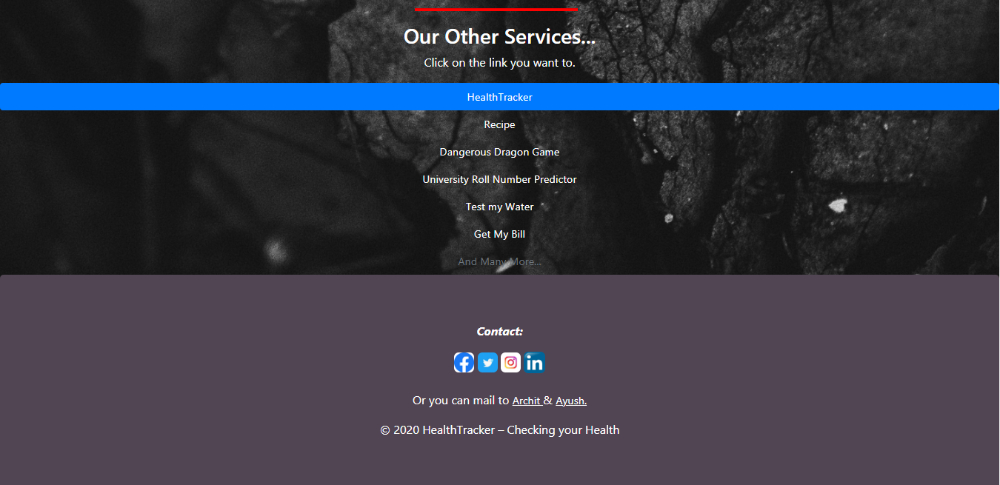 Our Other Services...
Click on the link you want to.
HealthTracker
Recipe
Dangerous Dragon Game
University Roll Number Predictor
Test my Water
Get My Bill
And Many More...
Contact:
Or you can mail to Archit & Ayush.
© 2020 HealthTracker – Checking your Health